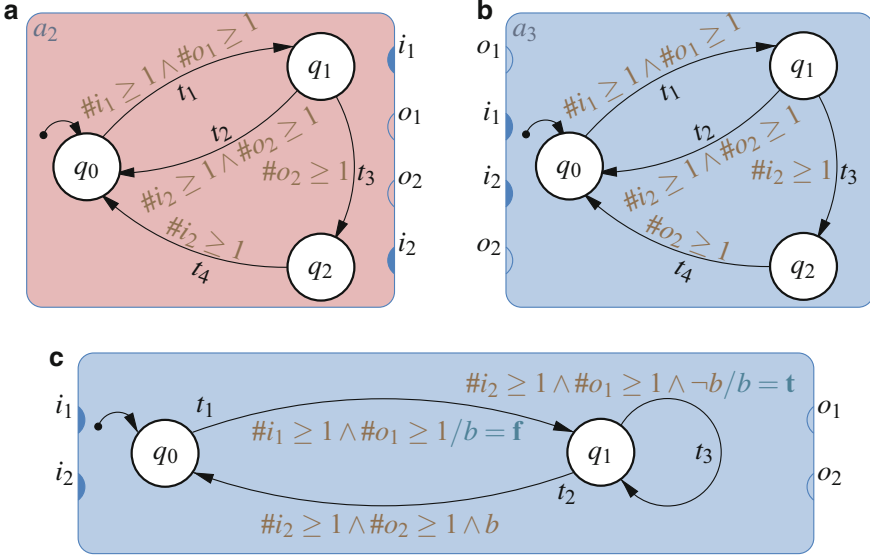 a
a₂
#i₁ ≥ 1 ∧ #o₁ ≥ 1
t₁
q₁
q₀
t₂
#i₂ ≥ 1 ∧ #o₂ ≥ 1
#o₂ ≥ 1
t₃
#i₂ ≥ 1
t₄
q₂
i₁
o₁
o₂
i₂
b
a₃
o₁
i₁
i₂
o₂
#i₁ ≥ 1 ∧ #o₁ ≥ 1
t₁
q₁
q₀
t₂
#i₂ ≥ 1 ∧ #o₂ ≥ 1
#i₂ ≥ 1
t₃
#o₂ ≥ 1
t₄
q₂
c
i₁
i₂
#i₂ ≥ 1 ∧ #o₁ ≥ 1 ∧ ¬b/b = t
t₁
#i₁ ≥ 1 ∧ #o₁ ≥ 1/b = f
q₀
q₁
t₃
t₂
#i₂ ≥ 1 ∧ #o₂ ≥ 1 ∧ b
o₁
o₂